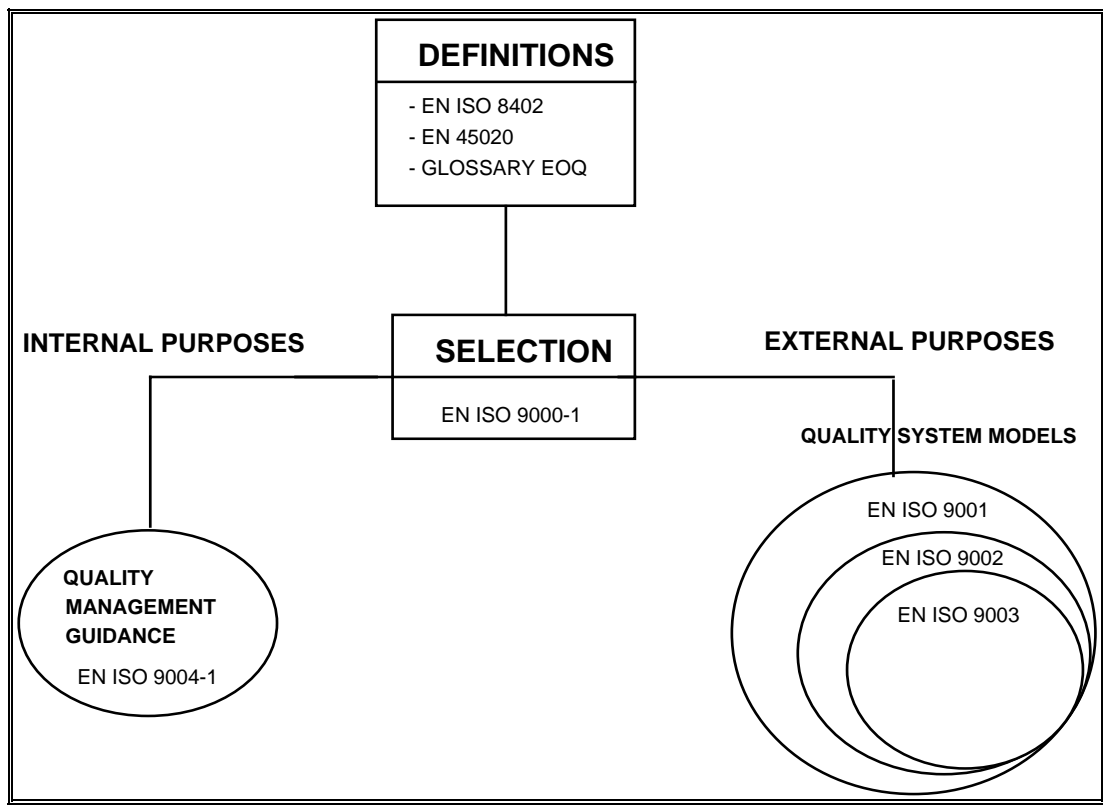 DEFINITIONS
- EN ISO 8402
- EN 45020
- GLOSSARY EOQ
INTERNAL PURPOSES
SELECTION
EN ISO 9000-1
EXTERNAL PURPOSES
QUALITY SYSTEM MODELS
EN ISO 9001
EN ISO 9002
EN ISO 9003
QUALITY
MANAGEMENT
GUIDANCE
EN ISO 9004-1